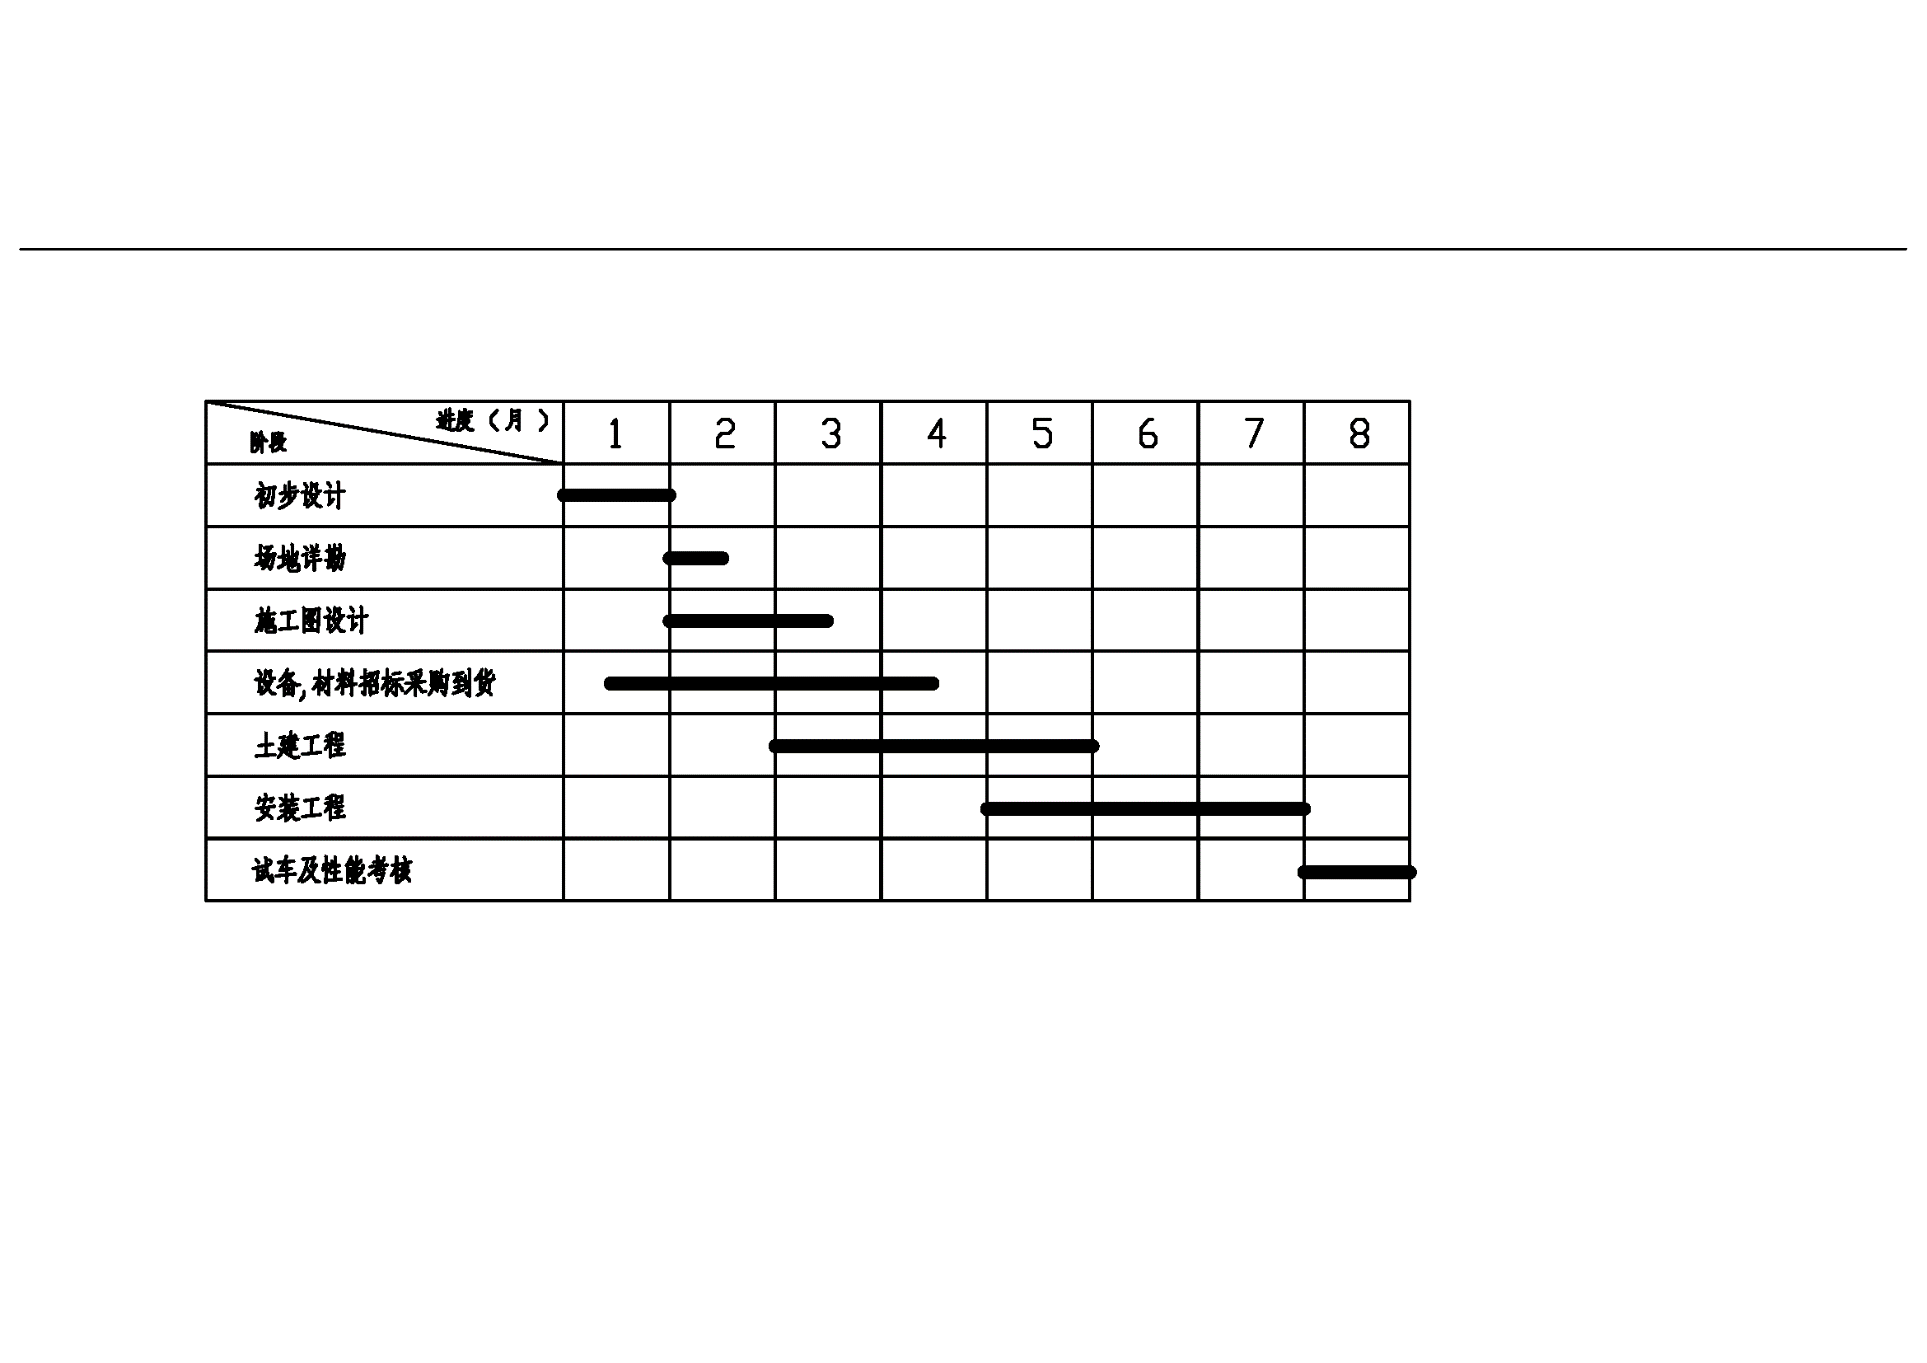 进度（月）
阶段
1 2 3 4 5 6 7 8
初步设计
场地详勘
施工图设计
设备,材料招标采购到货
土建工程
安装工程
试车及性能考核